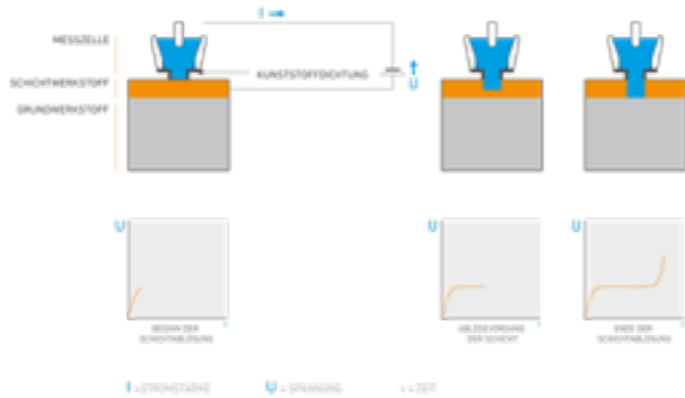 I
MESSZELLE
KUNSTSTOFFDICHTUNG
U
SCHICHTWERKSTOFF
GRUNDWERKSTOFF
U
U
U
t
t
t
BEGINN DER
SCHICHTABLÖSUNG
ABLÖSEVORGANG
DER SCHICHT
ENDE DER
SCHICHTABLÖSUNG
I = STROMSTÄRKE
U = SPANNUNG
t = ZEIT